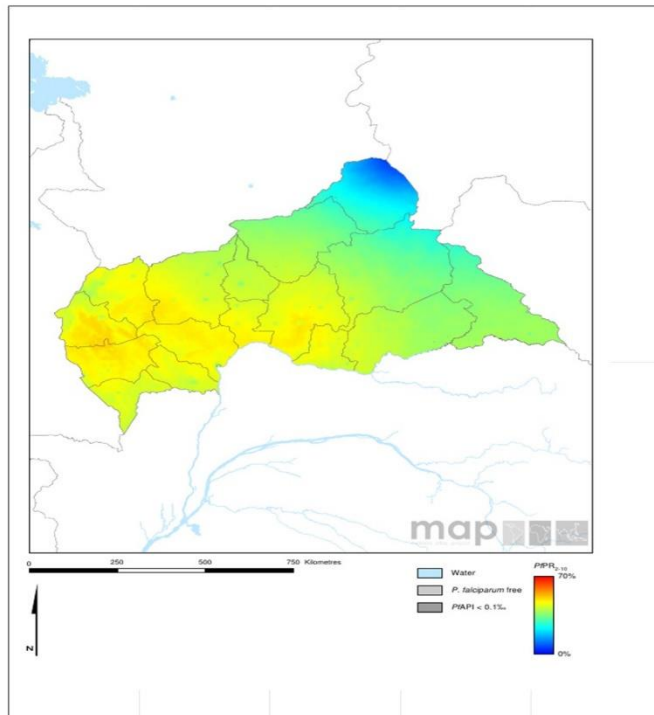 map
0 250 500 750 Kilometres
N
Water
P. falciparum free
PfAPI < 0.1‰
PfPR2-10
70%
0%